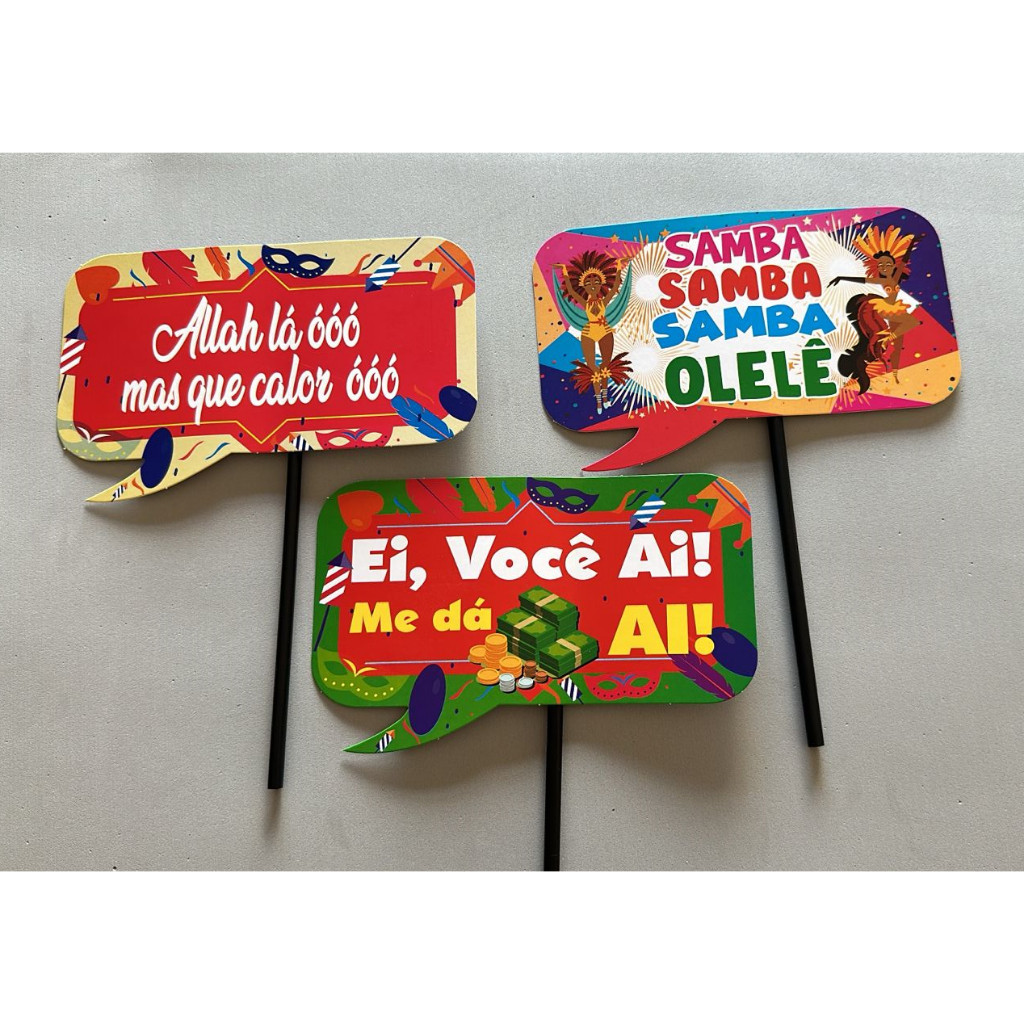 Allah lá óóó
mas que calor óóó
SAMBA
SAMBA
SAMBA
OLELÊ
Ei, Você Ai!
Me dá AI!